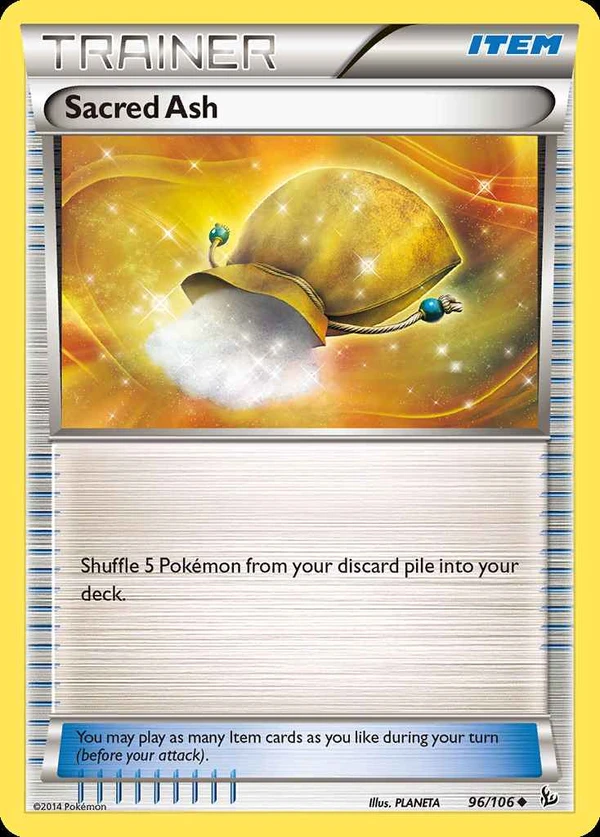 TRAINER
ITEM
Sacred Ash
Shuffle 5 Pokémon from your discard pile into your
deck.
You may play as many Item cards as you like during your turn
(before your attack).
©2014 Pokémon
Illus. PLANETA
96/106